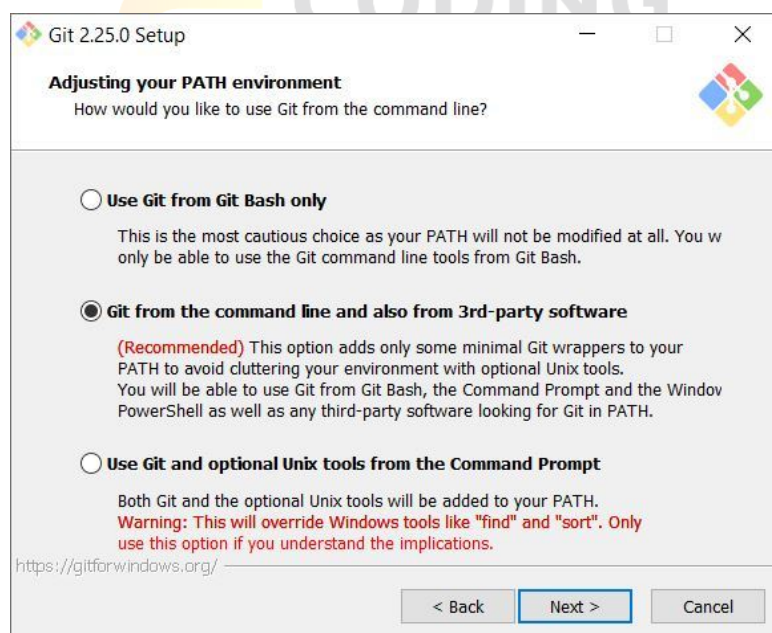 CODING
Git 2.25.0 Setup
Adjusting your PATH environment
How would you like to use Git from the command line?
Use Git from Git Bash only
This is the most cautious choice as your PATH will not be modified at all. You w
only be able to use the Git command line tools from Git Bash.
Git from the command line and also from 3rd-party software
(Recommended) This option adds only some minimal Git wrappers to your
PATH to avoid cluttering your environment with optional Unix tools.
You will be able to use Git from Git Bash, the Command Prompt and the Window
PowerShell as well as any third-party software looking for Git in PATH.
Use Git and optional Unix tools from the Command Prompt
Both Git and the optional Unix tools will be added to your PATH.
Warning: This will override Windows tools like "find" and "sort". Only
use this option if you understand the implications.
https://gitforwindows.org/
< Back Next > Cancel